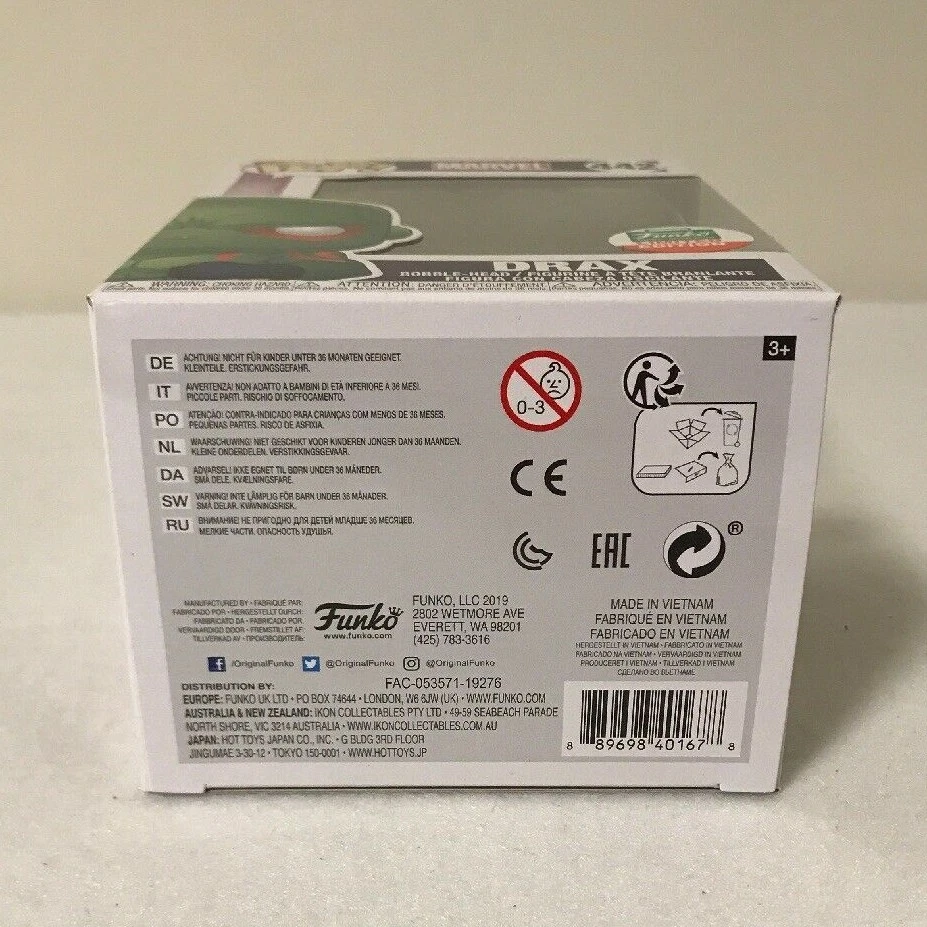 MARVEL
Funko
DRAX
BOBBLE-HEAD / FIGURINE À TÊTE BRANLANTE
FIGURA CABEZANTE
WARNING: CHOKING HAZARD
ATTENTION: DANGER D'ÉTOUFFEMENT
ADVERTENCIA: PELIGRO DE ASFIXIA
3+
DE ACHTUNG! NICHT FÜR KINDER UNTER 36 MONATEN GEEIGNET.
KLEINTEILE. ERSTICKUNGSGEFAHR.
IT AVVERTENZA! NON ADATTO A BAMBINI DI ETÀ INFERIORE A 36 MESI.
PICCOLE PARTI. RISCHIO DI SOFFOCAMENTO.
PO ATENCÃO: CONTRA-INDICADO PARA CRIANÇAS COM MENOS DE 36 MESES.
PEQUENAS PARTES. RISCO DE ASFIXIA.
NL WAARSCHUWING! NIET GESCHIKT VOOR KINDEREN JONGER DAN 36 MAANDEN.
KLEINE ONDERDELEN. VERSTIKKINGSGEVAAR.
DA ADVARSEL! IKKE EGNET TIL BØRN UNDER 36 MÅNEDER.
SMÅ DELE. KVÆLNINGSFARE.
SW VARNING! INTE LÄMPLIG FÖR BARN UNDER 36 MÅNADER.
SMÅ DELAR. KVÄVNINGSRISK.
RU ВНИМАНИЕ! НЕ ПРИГОДНО ДЛЯ ДЕТЕЙ МЛАДШЕ 36 МЕСЯЦЕВ.
МЕЛКИЕ ЧАСТИ. ОПАСНОСТЬ УДУШЬЯ.
0-3
CE
EAC
®
MANUFACTURED BY • FABRIQUÉ PAR
FABRICADO POR • HERGESTELLT DURCH
FABBRICATO DA • FABRICADO POR
VERVAARDIGD DOOR • FREMSTILLET AF
TILLVERKAD AV • ПРОИЗВОДИТЕЛЬ:
Funko
www.funko.com
FUNKO, LLC 2019
2802 WETMORE AVE
EVERETT, WA 98201
(425) 783-3616
/OriginalFunko @OriginalFunko @OriginalFunko
FAC-053571-19276
DISTRIBUTION BY:
EUROPE: FUNKO UK LTD • PO BOX 74644 • LONDON, W6 6JW (UK) • WWW.FUNKO.COM
AUSTRALIA & NEW ZEALAND: IKON COLLECTABLES PTY LTD • 49-59 SEABEACH PARADE
NORTH SHORE, VIC 3214 AUSTRALIA • WWW.IKONCOLLECTABLES.COM.AU
JAPAN: HOT TOYS JAPAN CO., INC. • G BLDG 3RD FLOOR
JINGUMAE 3-30-12 • TOKYO 150-0001 • WWW.HOTTOYS.JP
MADE IN VIETNAM
FABRIQUÉ EN VIETNAM
FABRICADO EN VIETNAM
HERGESTELLT IN VIETNAM • FABBRICATO IN VIETNAM
FABRICADO NA VIETNAM • VERVAARDIGD IN VIETNAM
PRODUCERET I VIETNAM • TILLVERKAD I VIETNAM
СДЕЛАНО ВО ВЬЕТНАМЕ
8 89698 40167 8